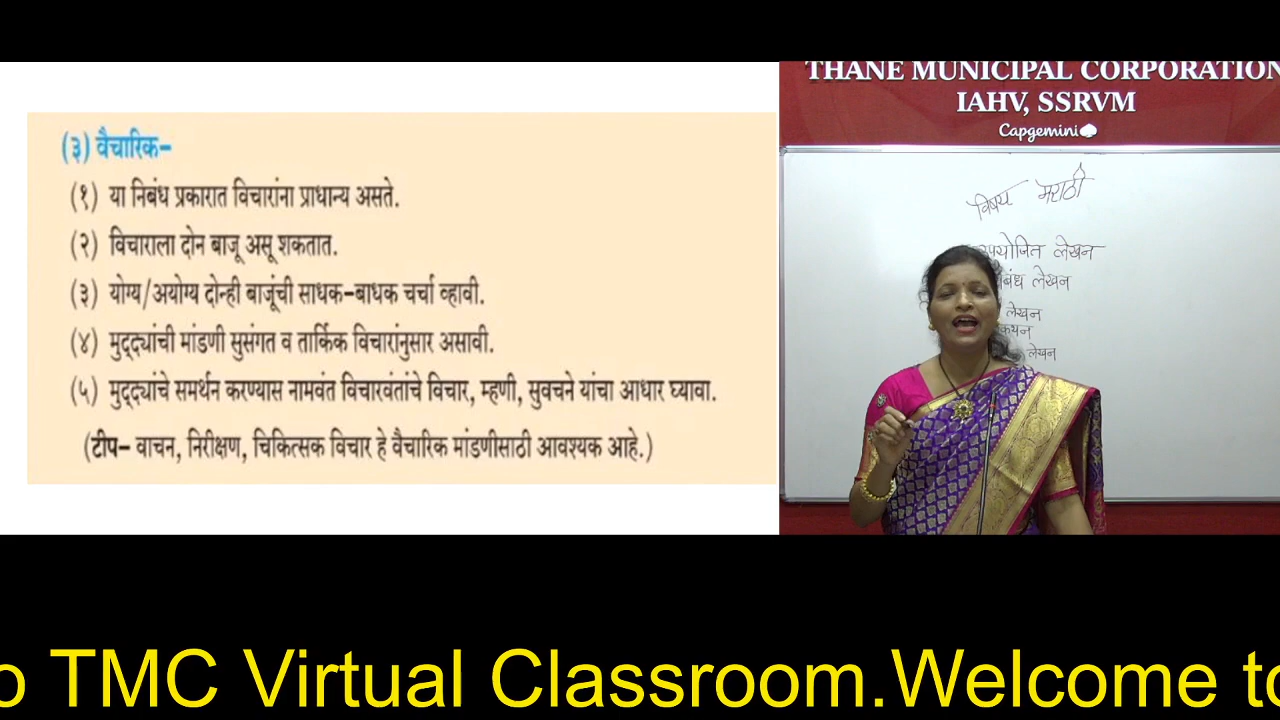 (३) वैचारिक–
(१) या निबंध प्रकारात विचारांना प्राधान्य असते.
(२) विचाराला दोन बाजू असू शकतात.
(३) योग्य/अयोग्य दोन्ही बाजूंची साधक-बाधक चर्चा व्हावी.
(४) मुद्द्यांची मांडणी सुसंगत व तार्किक विचारांनुसार असावी.
(५) मुद्द्यांचे समर्थन करण्यास नामवंत विचारवंतांचे विचार, म्हणी, सुवचने यांचा आधार घ्यावा.
(टीप– वाचन, निरीक्षण, चिकित्सक विचार हे वैचारिक मांडणीसाठी आवश्यक आहे.)
THANE MUNICIPAL CORPORATION
IAHV, SSRVM
Capgemini
विषय मराठी
लेखन
लेखन
लेखन
लेखन
o TMC Virtual Classroom.Welcome to